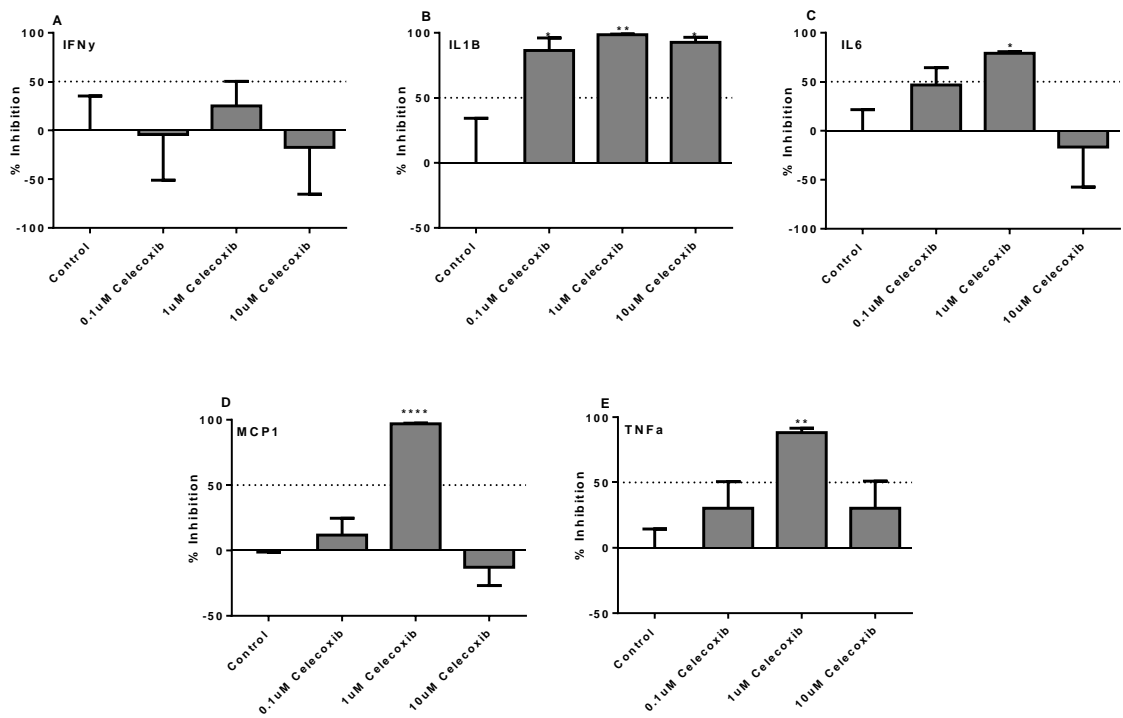 A
IFNy
% Inhibition
100
50
0
-50
-100
Control
0.1uM Celecoxib
1uM Celecoxib
10uM Celecoxib
B
IL1B
% Inhibition
100
50
0
-50
*
**
*
Control
0.1uM Celecoxib
1uM Celecoxib
10uM Celecoxib
C
IL6
% Inhibition
100
50
0
-50
-100
*
Control
0.1uM Celecoxib
1uM Celecoxib
10uM Celecoxib
D
MCP1
% Inhibition
100
50
0
-50
****
Control
0.1uM Celecoxib
1uM Celecoxib
10uM Celecoxib
E
TNFa
% Inhibition
100
50
0
-50
**
Control
0.1uM Celecoxib
1uM Celecoxib
10uM Celecoxib